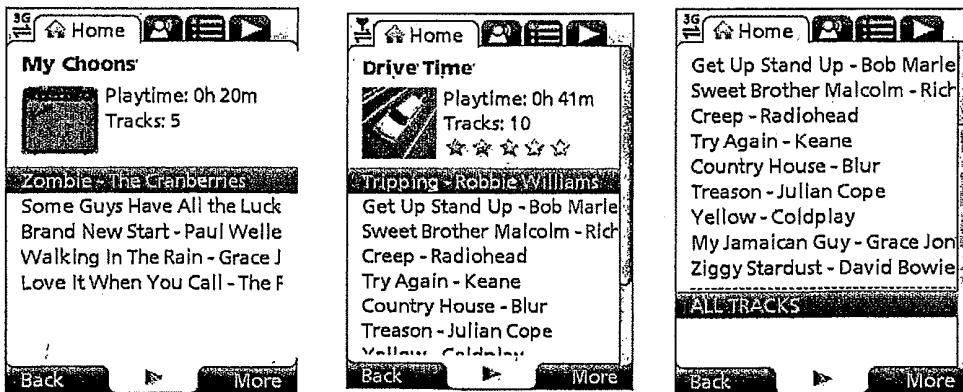 3G
Home
My Choons
Playtime: 0h 20m
Tracks: 5
Zombie - The Cranberries
Some Guys Have All the Luck
Brand New Start - Paul Welle
Walking In The Rain - Grace J
Love It When You Call - The F
Back
More
Home
Drive Time
Playtime: 0h 41m
Tracks: 10
Tripping - Robbie Williams
Get Up Stand Up - Bob Marle
Sweet Brother Malcolm - Rich
Creep - Radiohead
Try Again - Keane
Country House - Blur
Treason - Julian Cope
Yellow - Coldplay
Back
More
3G
Home
Get Up Stand Up - Bob Marle
Sweet Brother Malcolm - Rich
Creep - Radiohead
Try Again - Keane
Country House - Blur
Treason - Julian Cope
Yellow - Coldplay
My Jamaican Guy - Grace Jon
Ziggy Stardust - David Bowie
ALL TRACKS
Back
More